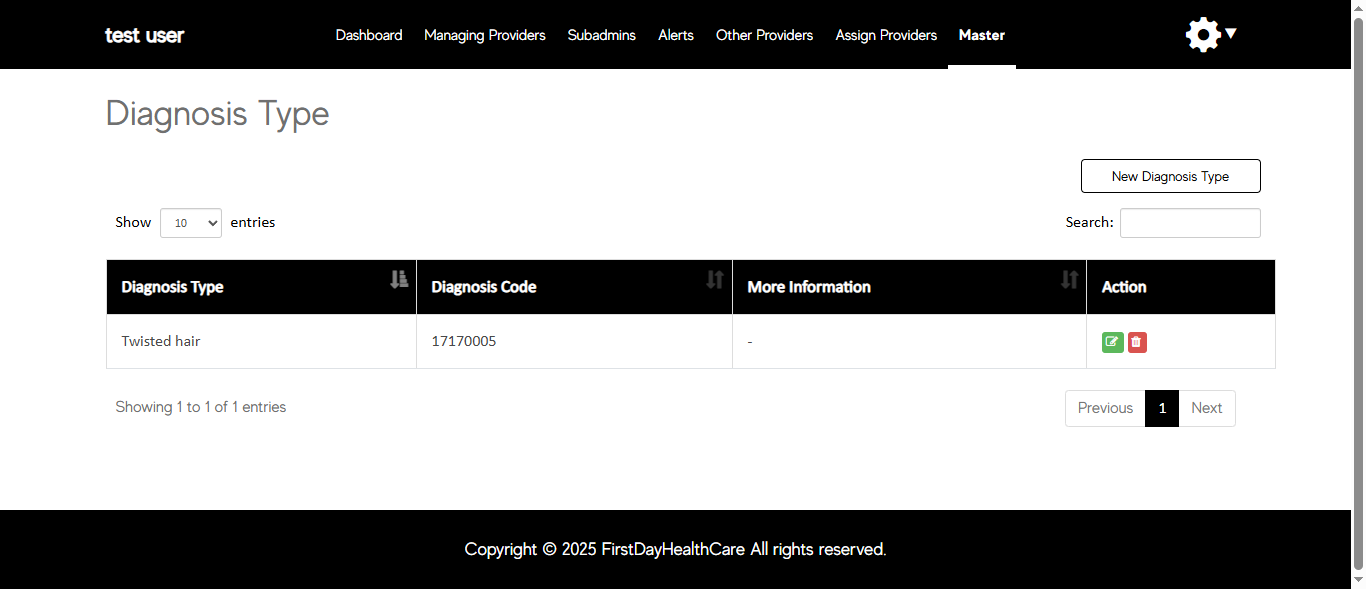 test user Dashboard Managing Providers Subadmins Alerts Other Providers Assign Providers Master
Diagnosis Type
New Diagnosis Type
Show 10 entries Search:
Diagnosis Type Diagnosis Code More Information Action
Twisted hair 17170005 -
Showing 1 to 1 of 1 entries Previous 1 Next
Copyright © 2025 FirstDayHealthCare All rights reserved.